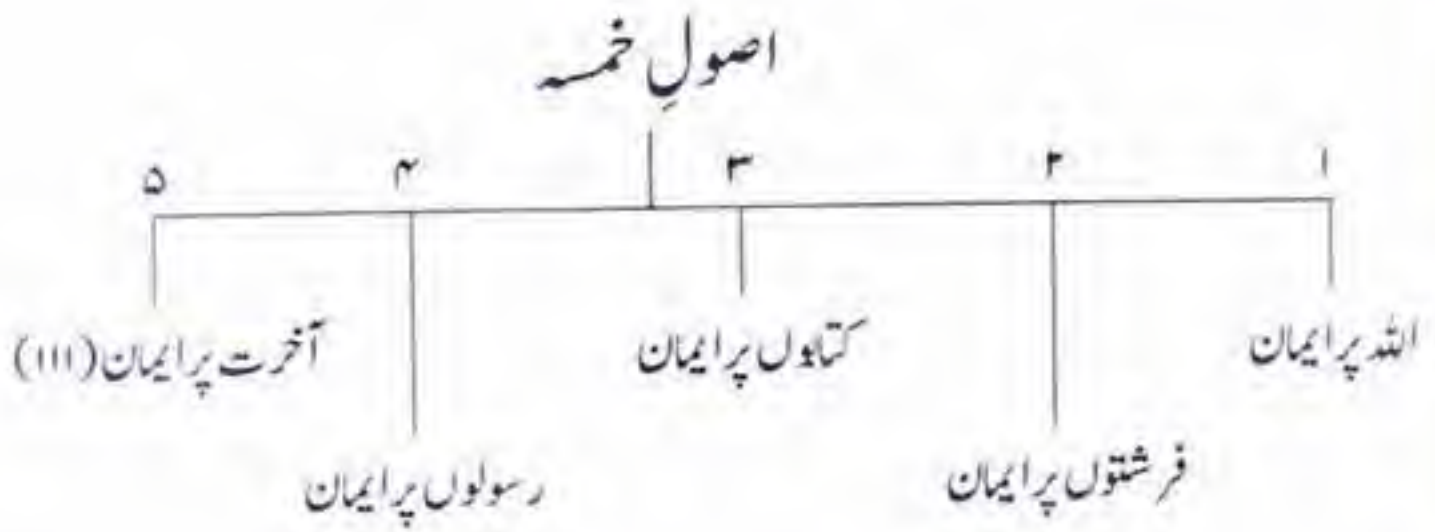 اصولِ خمسہ
۱ ۲ ۳ ۴ ۵
اللہ پر ایمان کتابوں پر ایمان آخرت پر ایمان (۱۱۱)
فرشتوں پر ایمان رسولوں پر ایمان